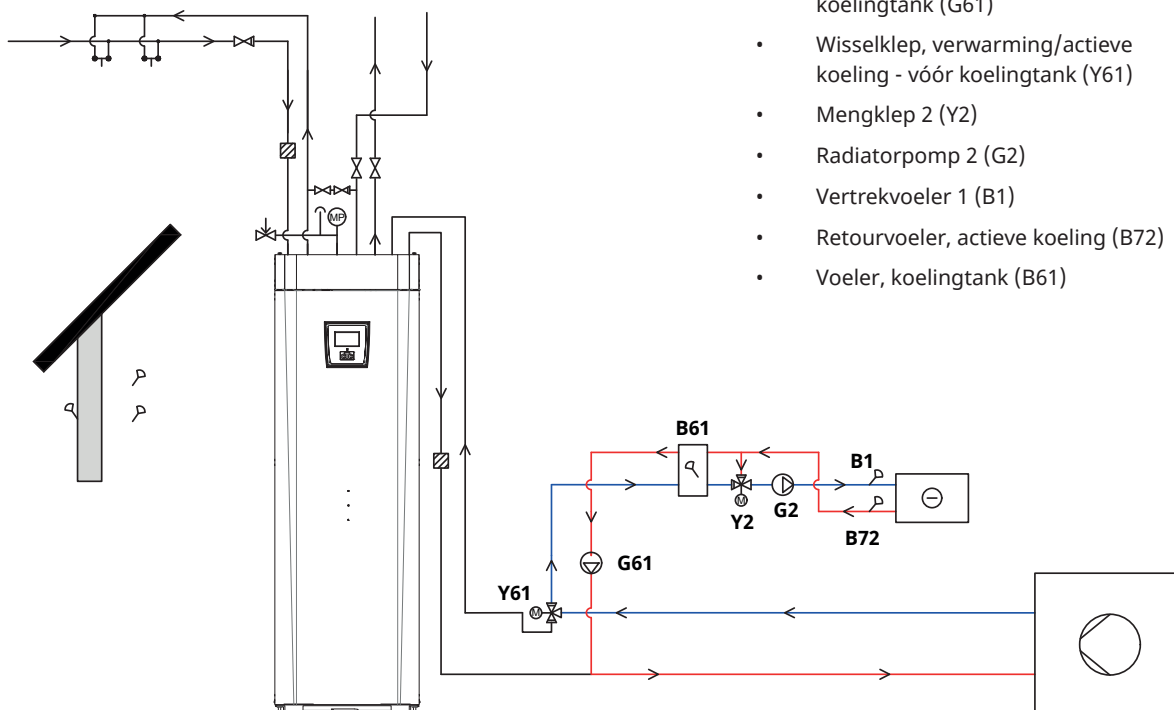 koelingtank (G61)
• Wisselklep, verwarming/actieve
koeling - vóór koelingtank (Y61)
• Mengklep 2 (Y2)
• Radiatorpomp 2 (G2)
• Vertrekvoeler 1 (B1)
• Retourvoeler, actieve koeling (B72)
• Voeler, koelingtank (B61)
MP
B61
B1
M
Y2
G2
B72
G61
Y61
M